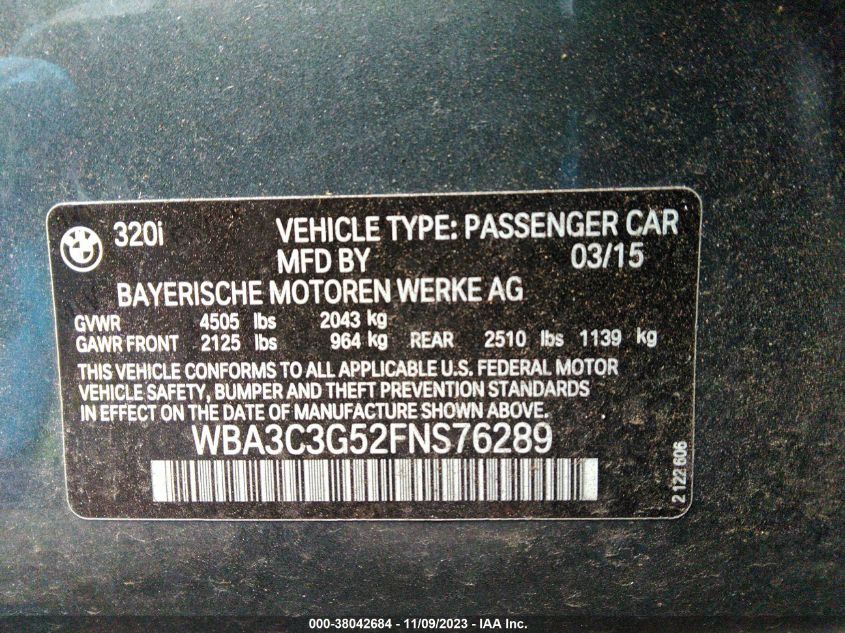 BMW
320i VEHICLE TYPE: PASSENGER CAR
MFD BY 03/15
BAYERISCHE MOTOREN WERKE AG
GVWR 4505 lbs 2043 kg
GAWR FRONT 2125 lbs 964 kg REAR 2510 lbs 1139 kg
THIS VEHICLE CONFORMS TO ALL APPLICABLE U.S. FEDERAL MOTOR
VEHICLE SAFETY, BUMPER AND THEFT PREVENTION STANDARDS
IN EFFECT ON THE DATE OF MANUFACTURE SHOWN ABOVE.
WBA3C3G52FNS76289
2 122 606
000-38042684 - 11/09/2023 - IAA Inc.